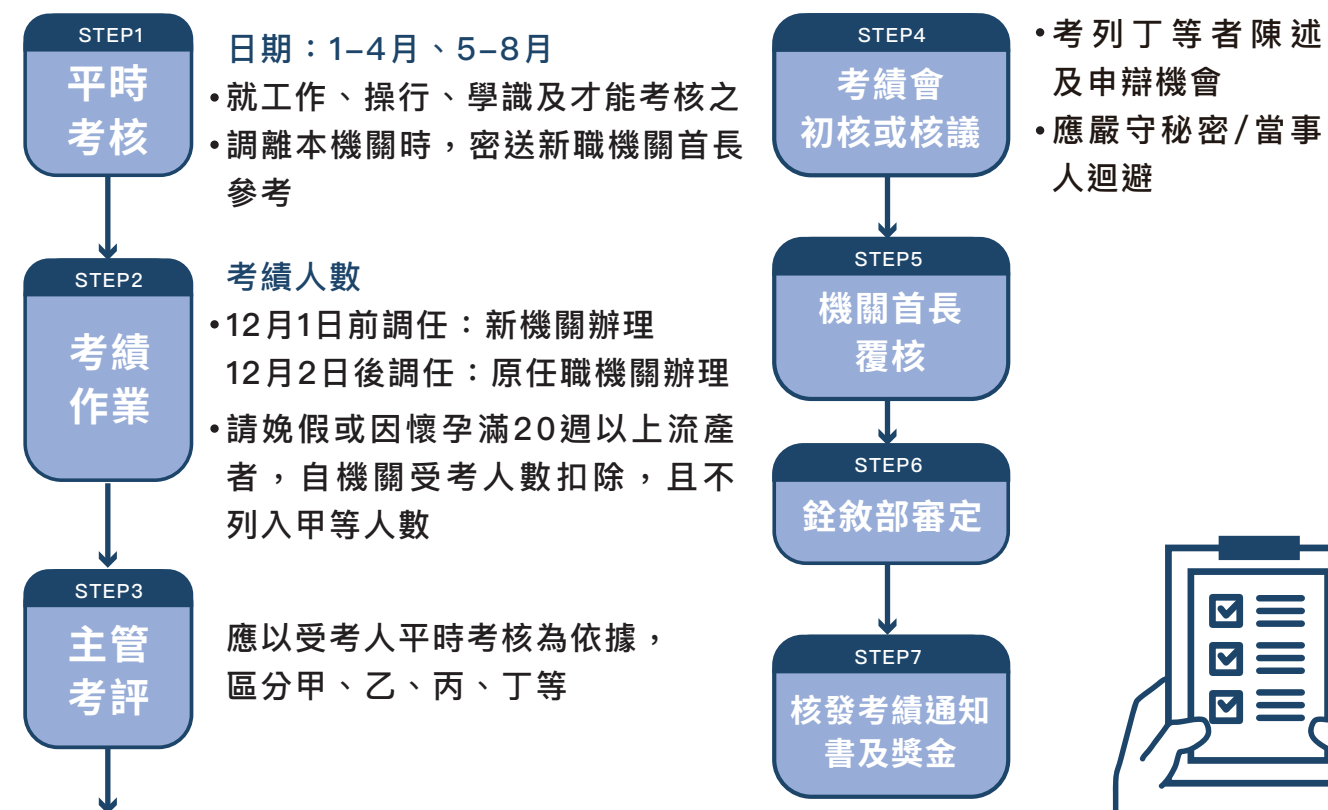 STEP1
平時
考核
日期：1–4月、5–8月
•就工作、操行、學識及才能考核之
•調離本機關時，密送新職機關首長
參考
STEP2
考績
作業
考績人數
•12月1日前調任：新機關辦理
12月2日後調任：原任職機關辦理
•請娩假或因懷孕滿20週以上流產
者，自機關受考人數扣除，且不
列入甲等人數
STEP3
主管
考評
應以受考人平時考核為依據，
區分甲、乙、丙、丁等
STEP4
考績會
初核或核議
•考列丁等者陳述
及申辯機會
•應嚴守秘密/當事
人迴避
STEP5
機關首長
覆核
STEP6
銓敘部審定
STEP7
核發考績通知
書及獎金